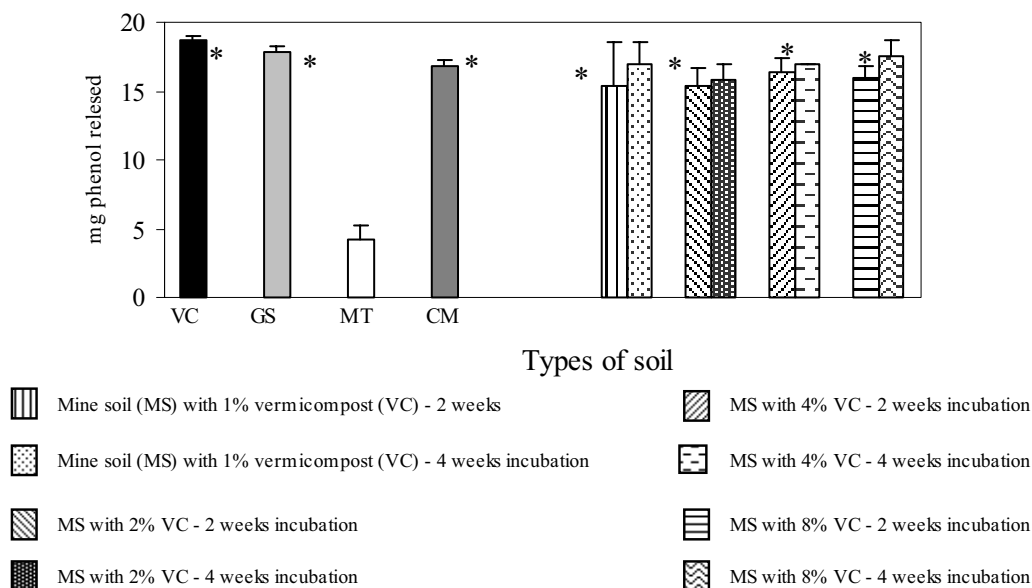 20
15
10
5
0
mg phenol relesed
*
*
*
*
*
*
*
VC
GS
MT
CM
Types of soil
Mine soil (MS) with 1% vermicompost (VC) - 2 weeks
Mine soil (MS) with 1% vermicompost (VC) - 4 weeks incubation
MS with 2% VC - 2 weeks incubation
MS with 2% VC - 4 weeks incubation
MS with 4% VC - 2 weeks incubation
MS with 4% VC - 4 weeks incubation
MS with 8% VC - 2 weeks incubation
MS with 8% VC - 4 weeks incubation